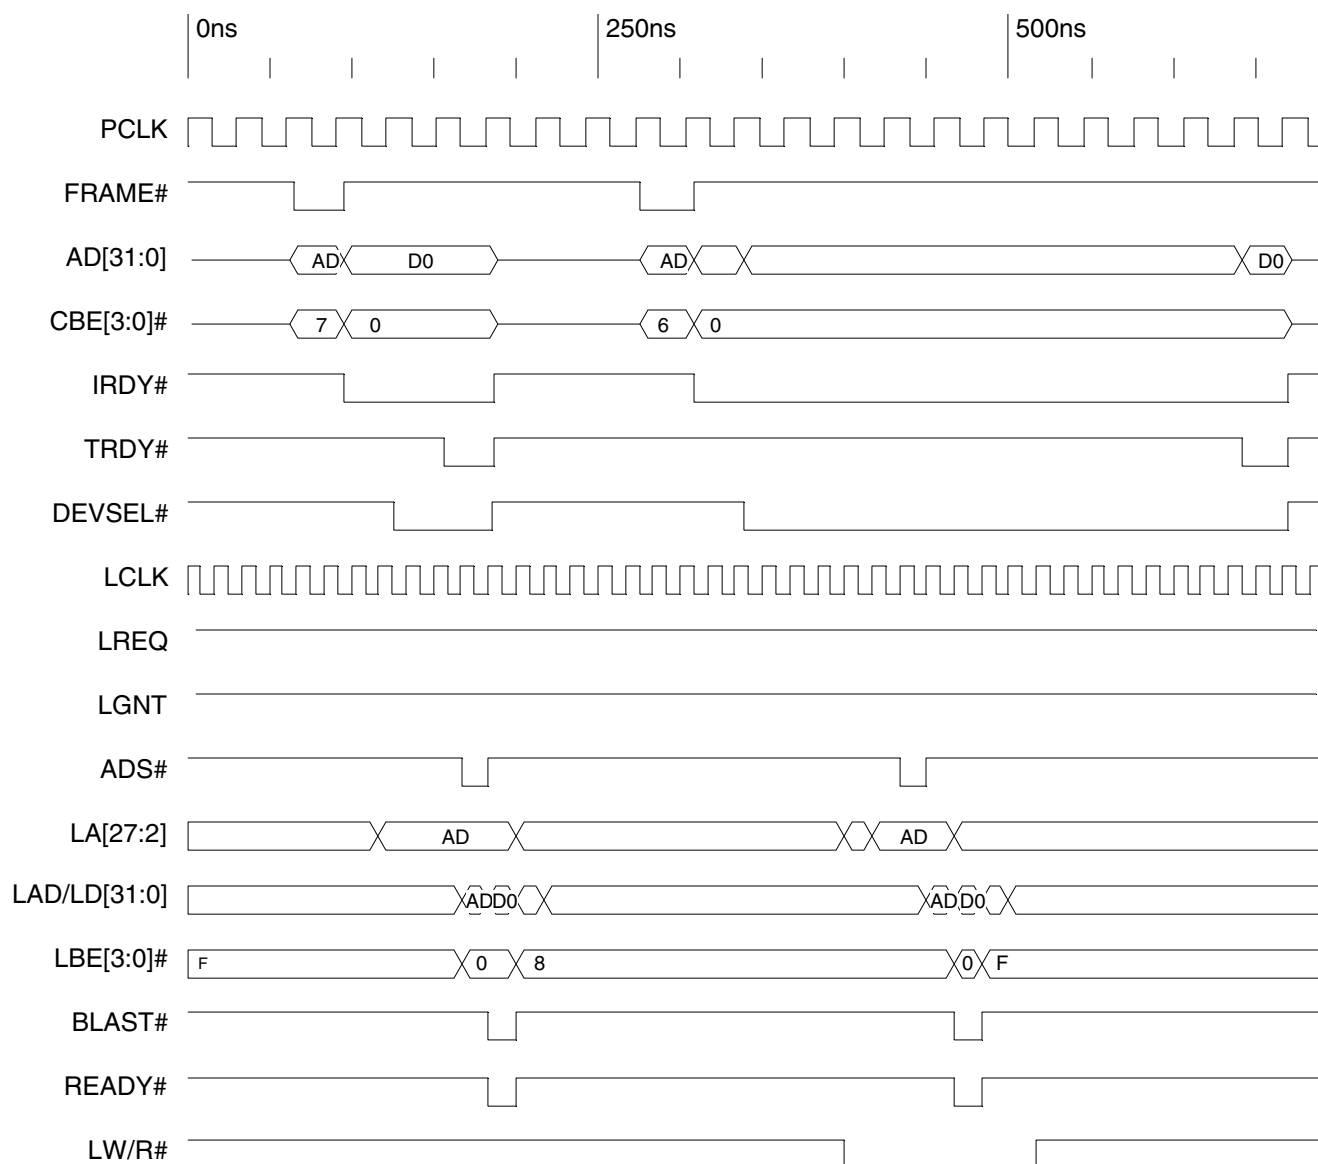 0ns 250ns 500ns
PCLK
FRAME#
AD[31:0] AD D0 AD D0
CBE[3:0]# 7 0 6 0
IRDY#
TRDY#
DEVSEL#
LCLK
LREQ
LGNT
ADS#
LA[27:2] AD AD
LAD/LD[31:0] AD D0 AD D0
LBE[3:0]# F 0 8 0 F
BLAST#
READY#
LW/R#